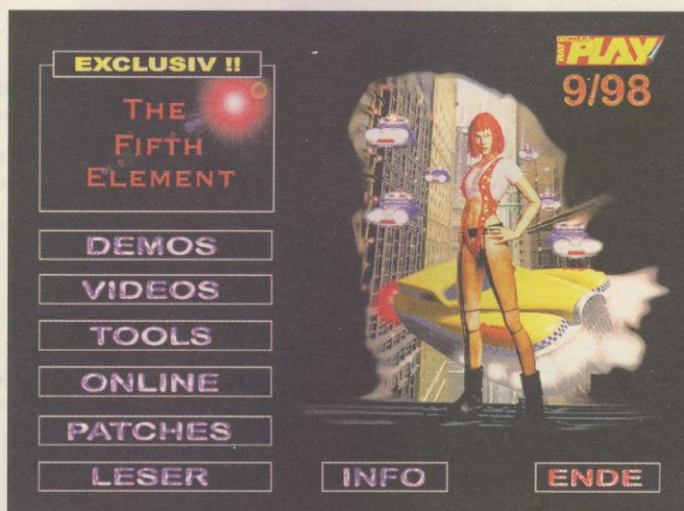 EXCLUSIV !!
THE
FIFTH
ELEMENT
DEMOS
VIDEOS
TOOLS
ONLINE
PATCHES
LESER
PLAY
9/98
INFO
ENDE